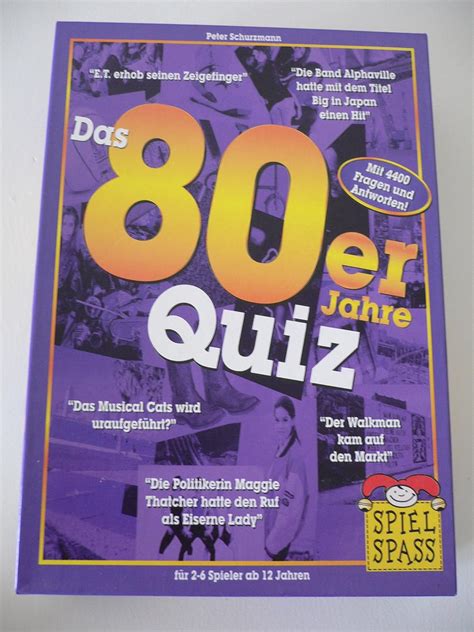 Peter Schurzmann
"E.T. erhob seinen Zeigefinger"
"Die Band Alphaville
hatte mit dem Titel
Big in Japan
einen Hit"
Das
80er
Jahre
Quiz
Mit 4400
Fragen und
Antworten!
"Das Musical Cats wird
uraufgeführt?"
"Der Walkman
kam auf
den Markt"
"Die Politikerin Maggie
Thatcher hatte den Ruf
als Eiserne Lady"
SPIEL
SPASS
für 2-6 Spieler ab 12 Jahren